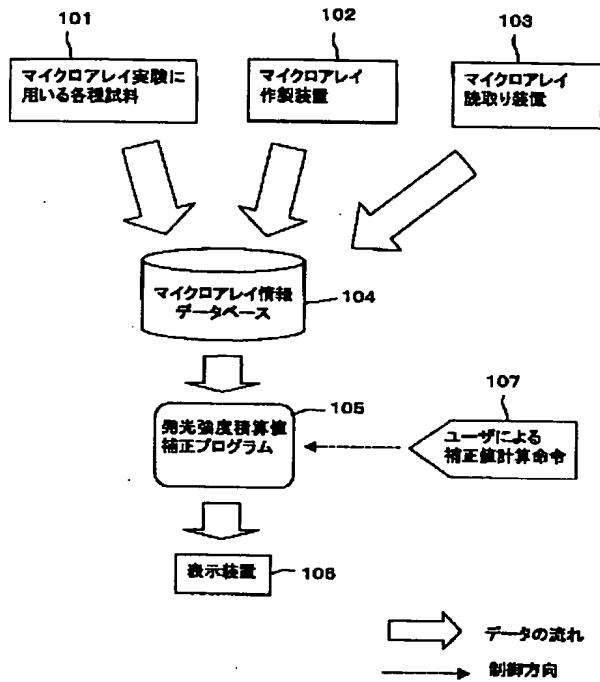 101
102
103
マイクロアレイ実験に
用いる各種試料
マイクロアレイ
作製装置
マイクロアレイ
読取り装置
マイクロアレイ情報
データベース
104
107
105
発光強度積算値
補正プログラム
ユーザによる
補正値計算命令
表示装置
106
データの流れ
制御方向